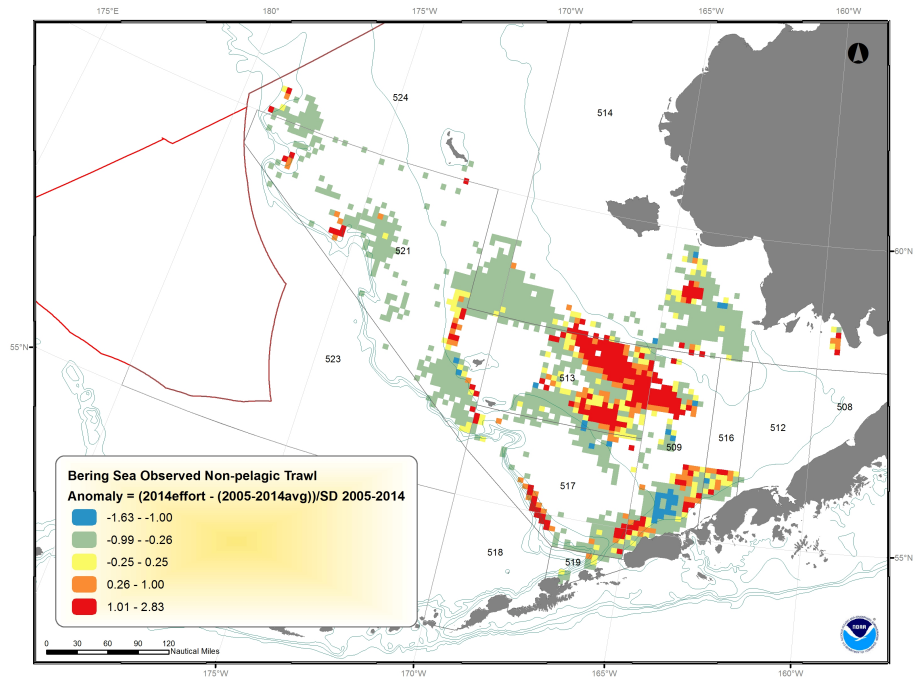 175°E 180° 175°W 170°W 165°W 160°W
524
514
521
60°N
523
55°N
513
508
512
516
509
517
518
519
55°N
Bering Sea Observed Non-pelagic Trawl
Anomaly = (2014effort - (2005-2014avg))/SD 2005-2014
-1.63 - -1.00
-0.99 - -0.26
-0.25 - 0.25
0.26 - 1.00
1.01 - 2.83
NOAA
0 30 60 90 120
Nautical Miles
175°W 170°W 165°W 160°W